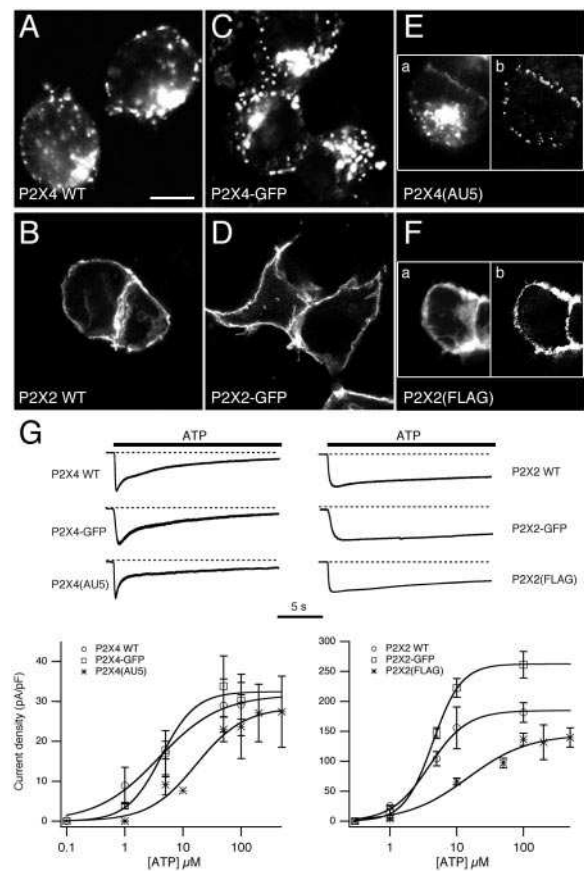 A
C
E
a
b
P2X4 WT
P2X4-GFP
P2X4(AU5)
B
D
F
a
b
P2X2 WT
P2X2-GFP
P2X2(FLAG)
G
ATP
ATP
P2X4 WT
P2X2 WT
P2X4-GFP
P2X2-GFP
P2X4(AU5)
P2X2(FLAG)
5 s
P2X4 WT
P2X4-GFP
P2X4(AU5)
Current density (pA/pF)
40
30
20
10
0
0.1
1
10
100
[ATP] µM
P2X2 WT
P2X2-GFP
P2X2(FLAG)
300
250
200
150
100
50
0
1
10
100
[ATP] µM